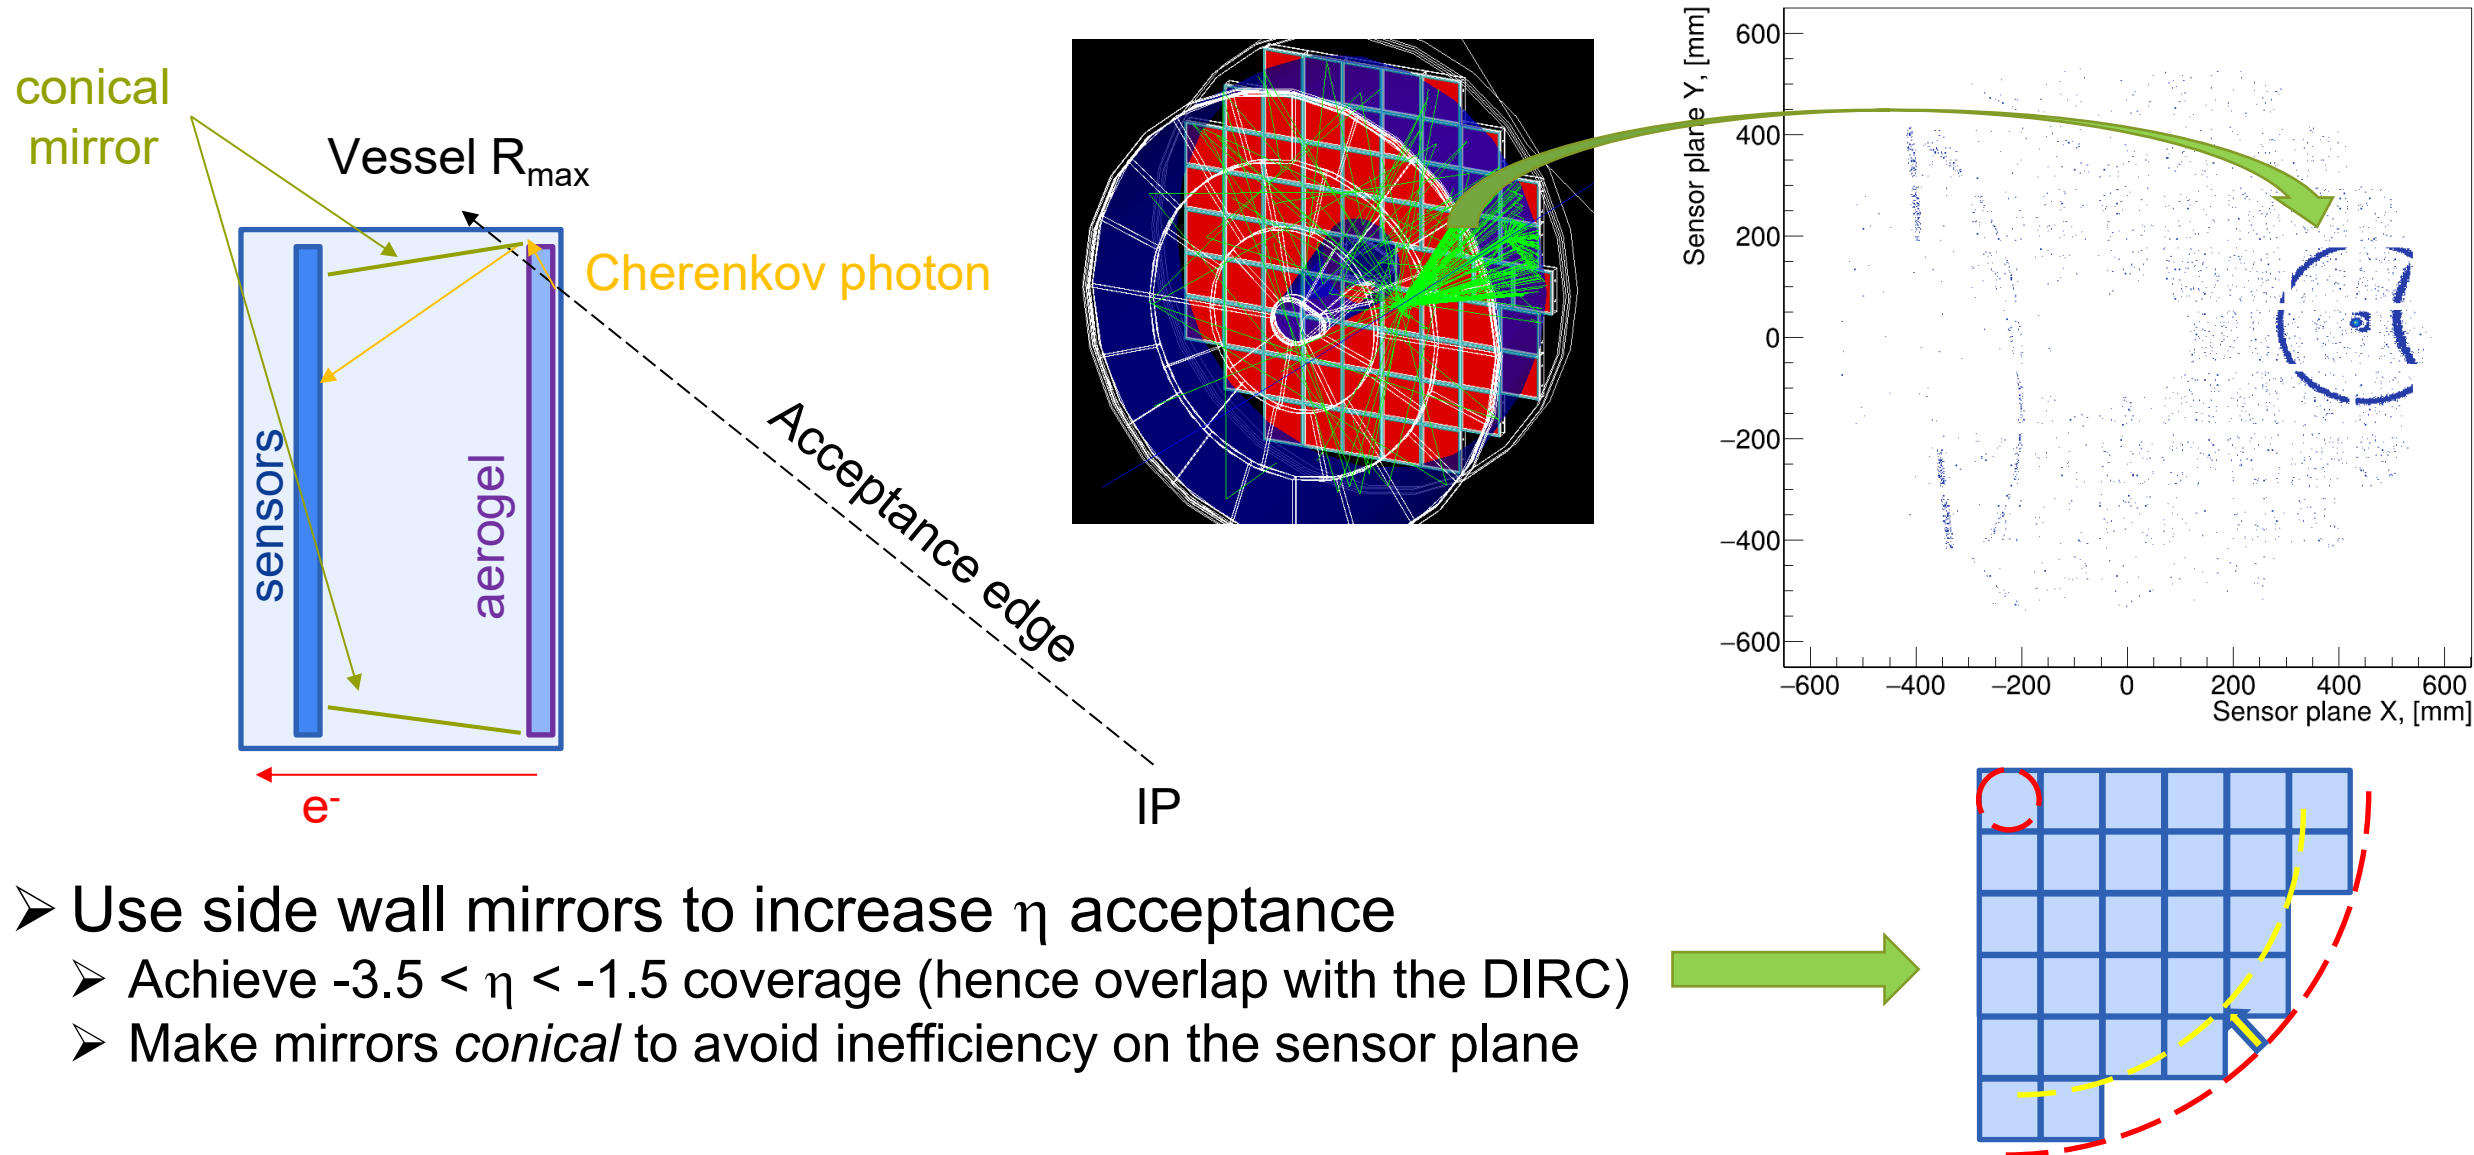 conical
mirror
Vessel Rmax
Cherenkov photon
sensors
aerogel
Acceptance edge
e-
IP
Sensor plane Y, [mm]
600
400
200
0
−200
−400
−600
−600 −400 −200 0 200 400 600
Sensor plane X, [mm]
➢ Use side wall mirrors to increase η acceptance
➢ Achieve -3.5 < η < -1.5 coverage (hence overlap with the DIRC)
➢ Make mirrors conical to avoid inefficiency on the sensor plane